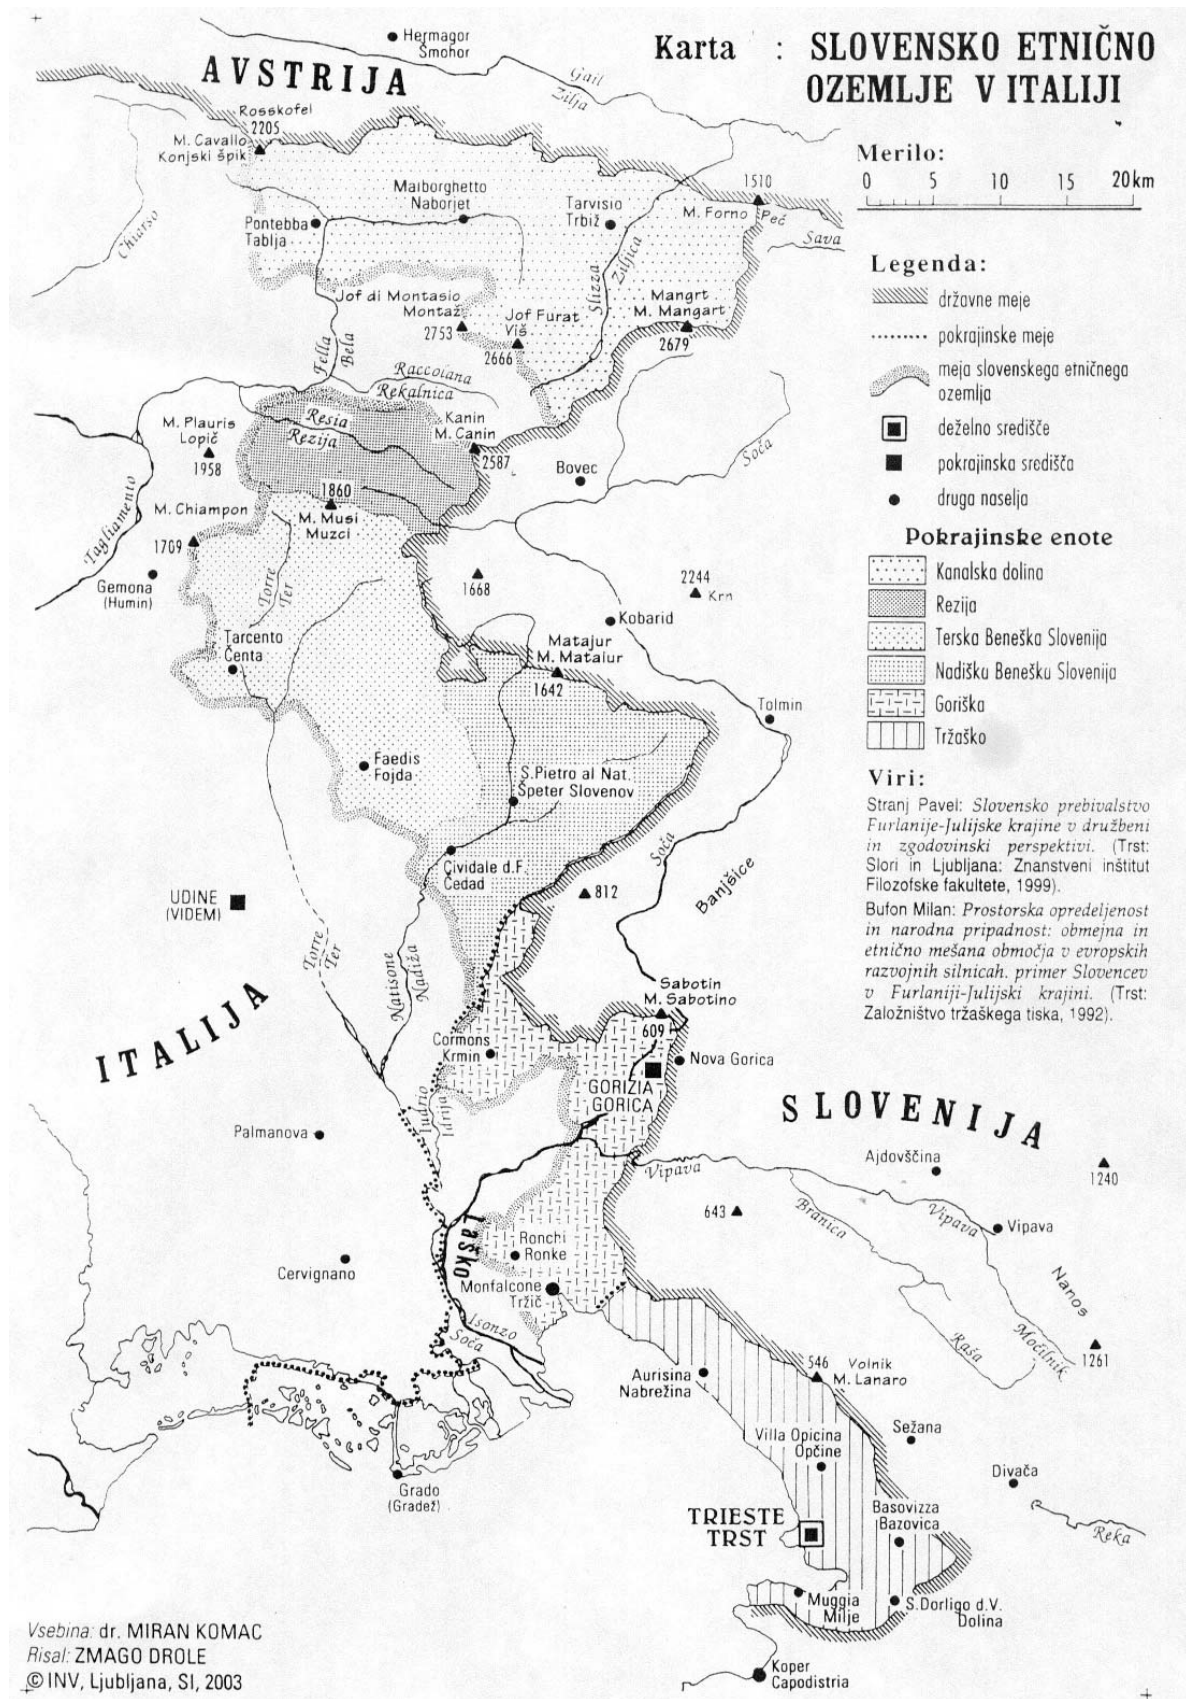 Karta : SLOVENSKO ETNIČNO
OZEMLJE V ITALIJI
Merilo:
0 5 10 15 20km
Legenda:
državne meje
pokrajinske meje
meja slovenskega etničnega
ozemlja
deželno središče
pokrajinska središča
druga naselja
Pokrajinske enote
Kanalska dolina
Rezija
Terska Beneška Slovenija
Nadišku Benešku Slovenija
Goriška
Tržaško
Viri:
Stranj Pavel: Slovensko prebivalstvo
Furlanije-Julijske krajine v družbeni
in zgodovinski perspektivi. (Trst:
Slori in Ljubljana: Znanstveni inštitut
Filozofske fakultete, 1999).
Bufon Milan: Prostorska opredeljenost
in narodna pripadnost: obmejna in
etnično mešana območja v evropskih
razvojnih silnicah. primer Slovencev
v Furlaniji-Julijski krajini. (Trst:
Založništvo tržaškega tiska, 1992).
Hermagor
Šmohor
AVSTRIJA
Gail
Zilja
Rosskofel
2205
M. Cavallo
Konjski špik
Chiarso
Malborghetto
Naborjet
Pontebba
Tablja
Tarvisio
Trbiž
1510
M. Forno Peč
Sava
Slizza
Ziljica
Jof di Montasio
Montaž
2753
Jof Furat
Viš
2666
Mangrt
M. Mangart
2679
Fella
Bela
Raccolana
Rekalnica
Resia
Rezija
Kanin
M. Canin
2587
M. Plauris
Lopič
1958
Bovec
Soča
1860
M. Musi
Muzci
M. Chiampon
1709
Tagliamento
Gemona
(Humin)
Torre
Ter
1668
2244
Krn
Kobarid
Tarcento
Čenta
Matajur
M. Mataiur
1642
Tolmin
Faedis
Fojda
S.Pietro al Nat.
Špeter Slovenov
Soča
Banjšice
Cividale d.F.
Čedad
812
UDINE
(VIDEM)
Torre
Ter
Natisone
Nadiža
ITALIJA
Sabotin
M. Sabotino
609
Cormons
Krmin
Nova Gorica
GORIZIA
GORICA
Iudrio
Idrija
SLOVENIJA
Palmanova
Vipava
Ajdovščina
1240
643
Branica
Vipava
Vipava
Laško
Ronchi
Ronke
Cervignano
Monfalcone
Tržič
Nanos
Isonzo
Soča
Raša
Močilnik
1261
546 Volnik
M. Lanaro
Aurisina
Nabrežina
Sežana
Villa Opicina
Opčine
Divača
Grado
(Gradež)
Basovizza
Bazovica
TRIESTE
TRST
Reka
Muggia
Milje
S.Dorligo d.V.
Dolina
Koper
Capodistria
Vsebina: dr. MIRAN KOMAC
Risal: ZMAGO DROLE
© INV, Ljubljana, SI, 2003